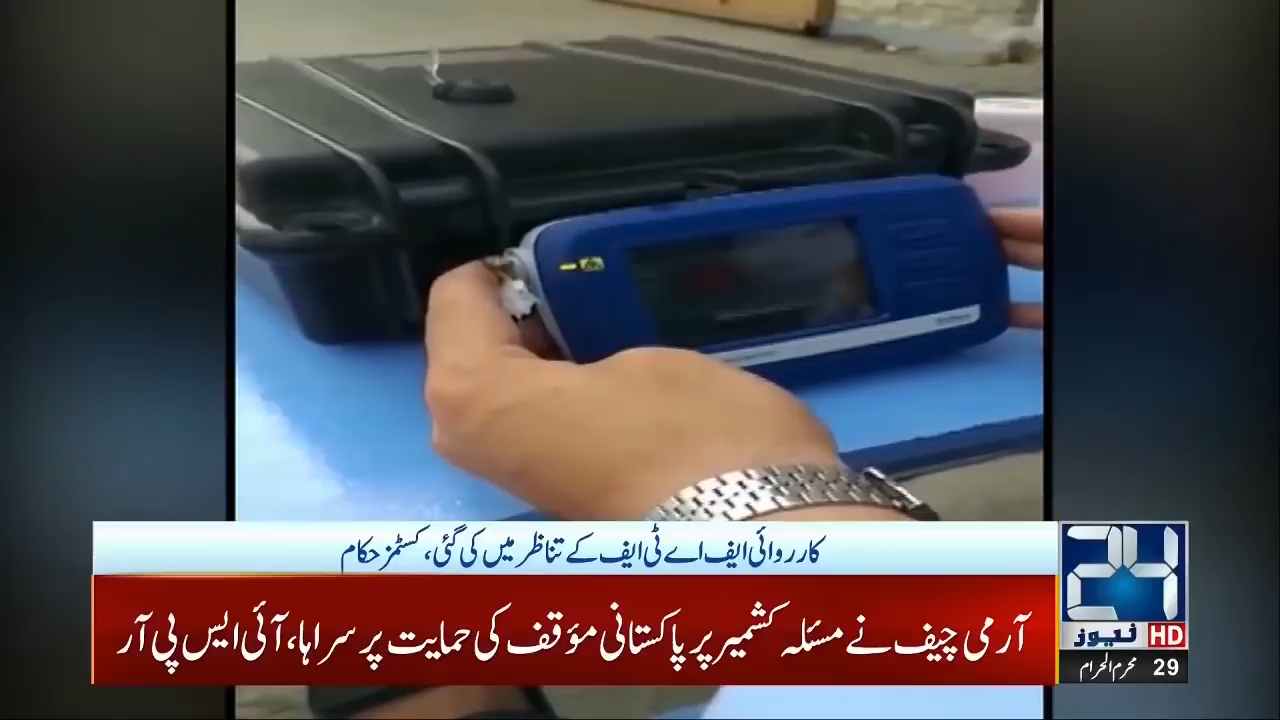 کارروائی ایف اے ٹی ایف کے تناظر میں کی گئی، کسٹمز حکام
آرمی چیف نے مسئلہ کشمیر پر پاکستانی مؤقف کی حمایت پر سراہا، آئی ایس پی آر
24
نیوز HD
29 محرم الحرام